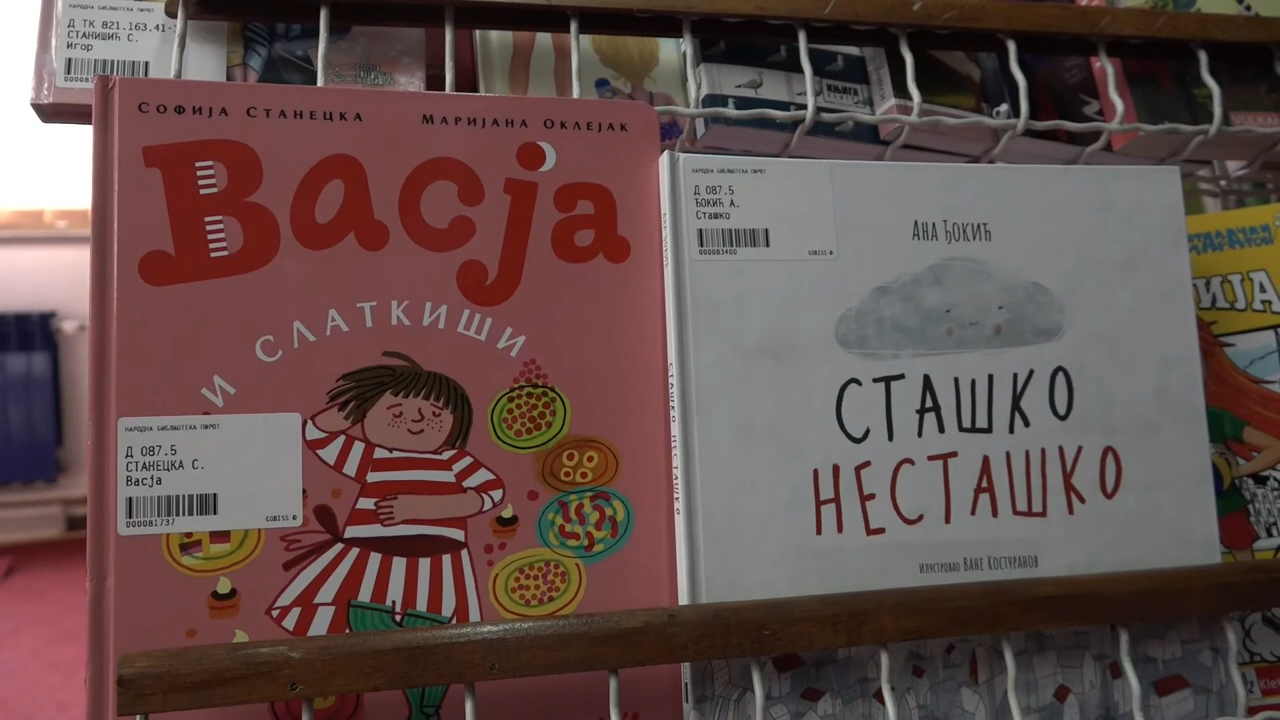 Д ТК 821.163.41-3
СТАНИШИЋ С.
Игор
СОФИЈА СТАНЕЦКА
МАРИЈАНА ОКЛЕЈАК
Васја
И СЛАТКИШИ
НАРОДНА БИБЛИОТЕКА ПИРОТ
Д 087.5
СТАНЕЦКА С.
Васја
000081737
COBISS ©
НАРОДНА БИБЛИОТЕКА ПИРОТ
Д 087.5
ЂОКИЋ А.
Сташко
000083400
COBISS ©
АНА ЂОКИЋ
СТАШКО
НЕСТАШКО
ИЛУСТРОВАО ВАНЕ КОСТУРАНОВ
СТАШКО НЕСТАШКО
КЊИГА
Klet